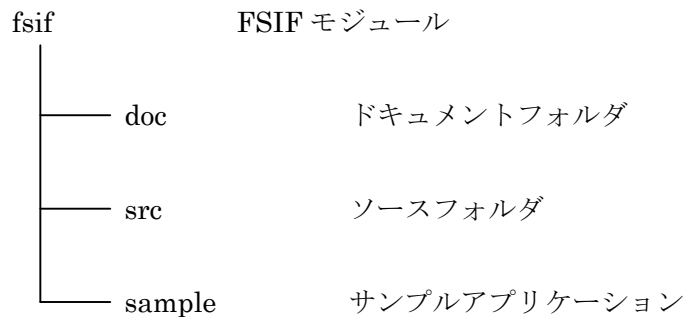 fsif FSIF モジュール
doc ドキュメントフォルダ
src ソースフォルダ
sample サンプルアプリケーション